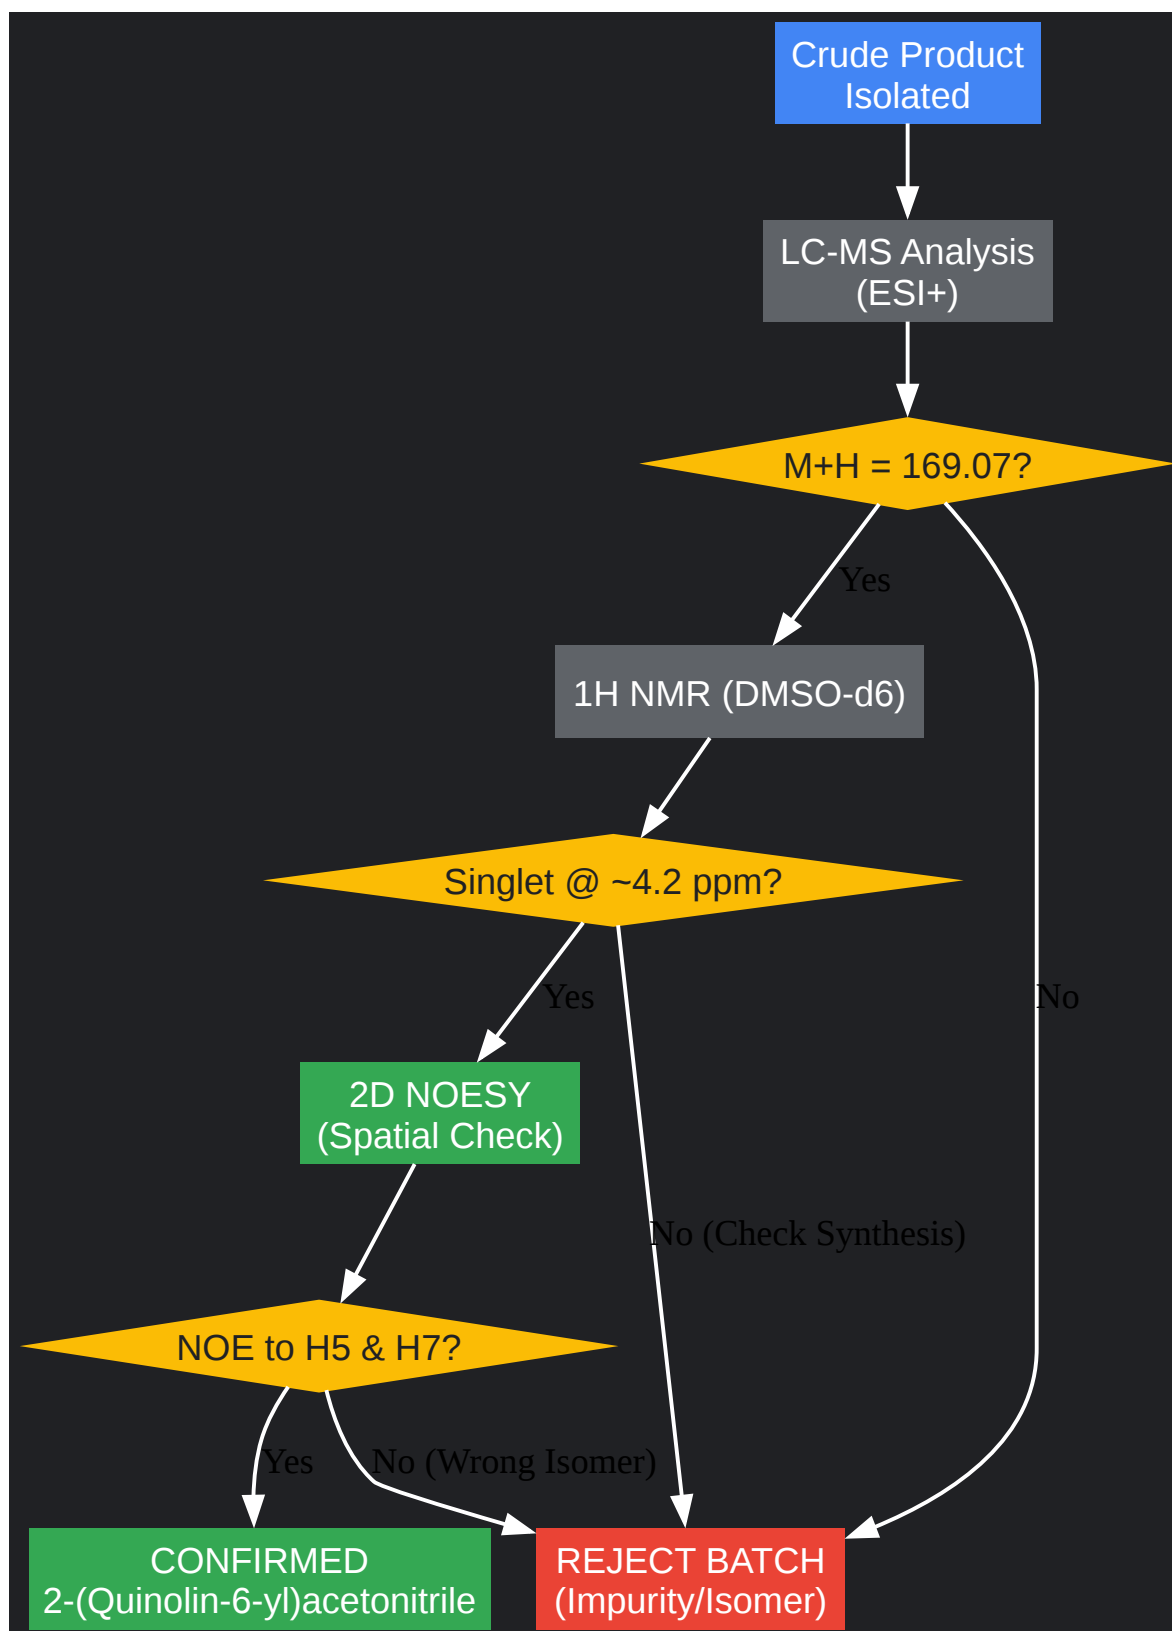 Crude Product
Isolated
LC-MS Analysis
(ESI+)
M+H = 169.07?
Yes
1H NMR (DMSO-d6)
Singlet @ ~4.2 ppm?
Yes
No
2D NOESY
(Spatial Check)
No (Check Synthesis)
NOE to H5 & H7?
Yes
No (Wrong Isomer)
CONFIRMED
2-(Quinolin-6-yl)acetonitrile
REJECT BATCH
(Impurity/Isomer)